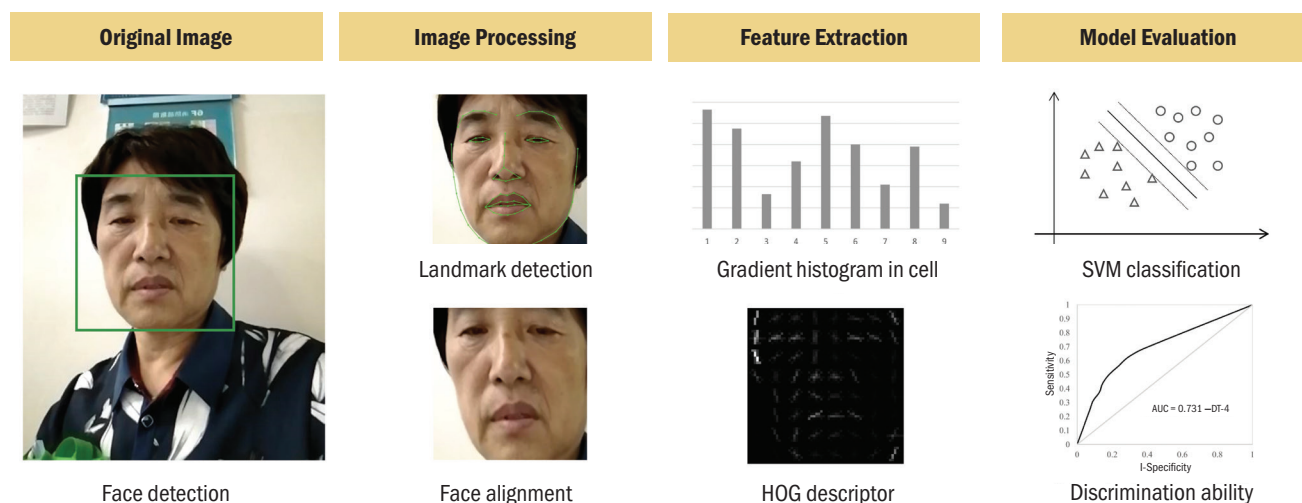 Original Image
Image Processing
Feature Extraction
Model Evaluation
1 2 3 4 5 6 7 8 9
Landmark detection
Gradient histogram in cell
SVM classification
1
0.9
0.8
0.7
0.6
0.5
0.4
0.3
0.2
0.1
0
Sensitivity
AUC = 0.731 –DT-4
0 0.2 0.4 0.6 0.8 1
I-Specificity
Face detection
Face alignment
HOG descriptor
Discrimination ability